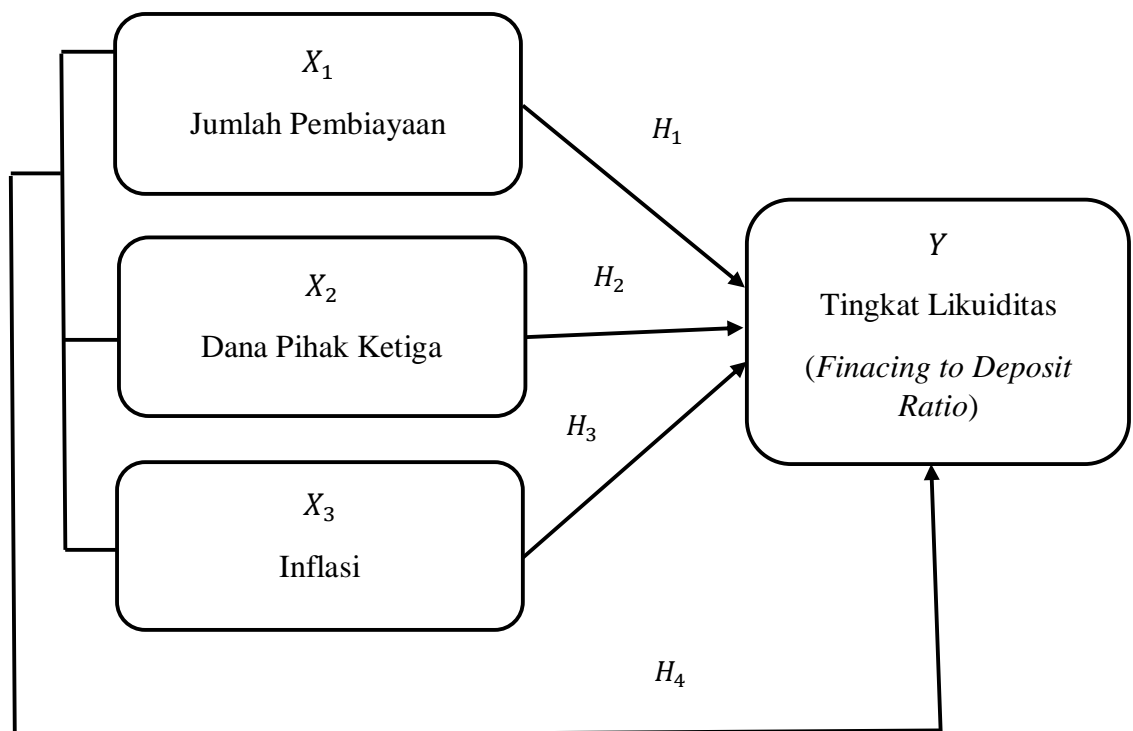 X₁
Jumlah Pembiayaan
H₁
X₂
Dana Pihak Ketiga
H₂
Y
Tingkat Likuiditas
(Finacing to Deposit
Ratio)
H₃
X₃
Inflasi
H₄